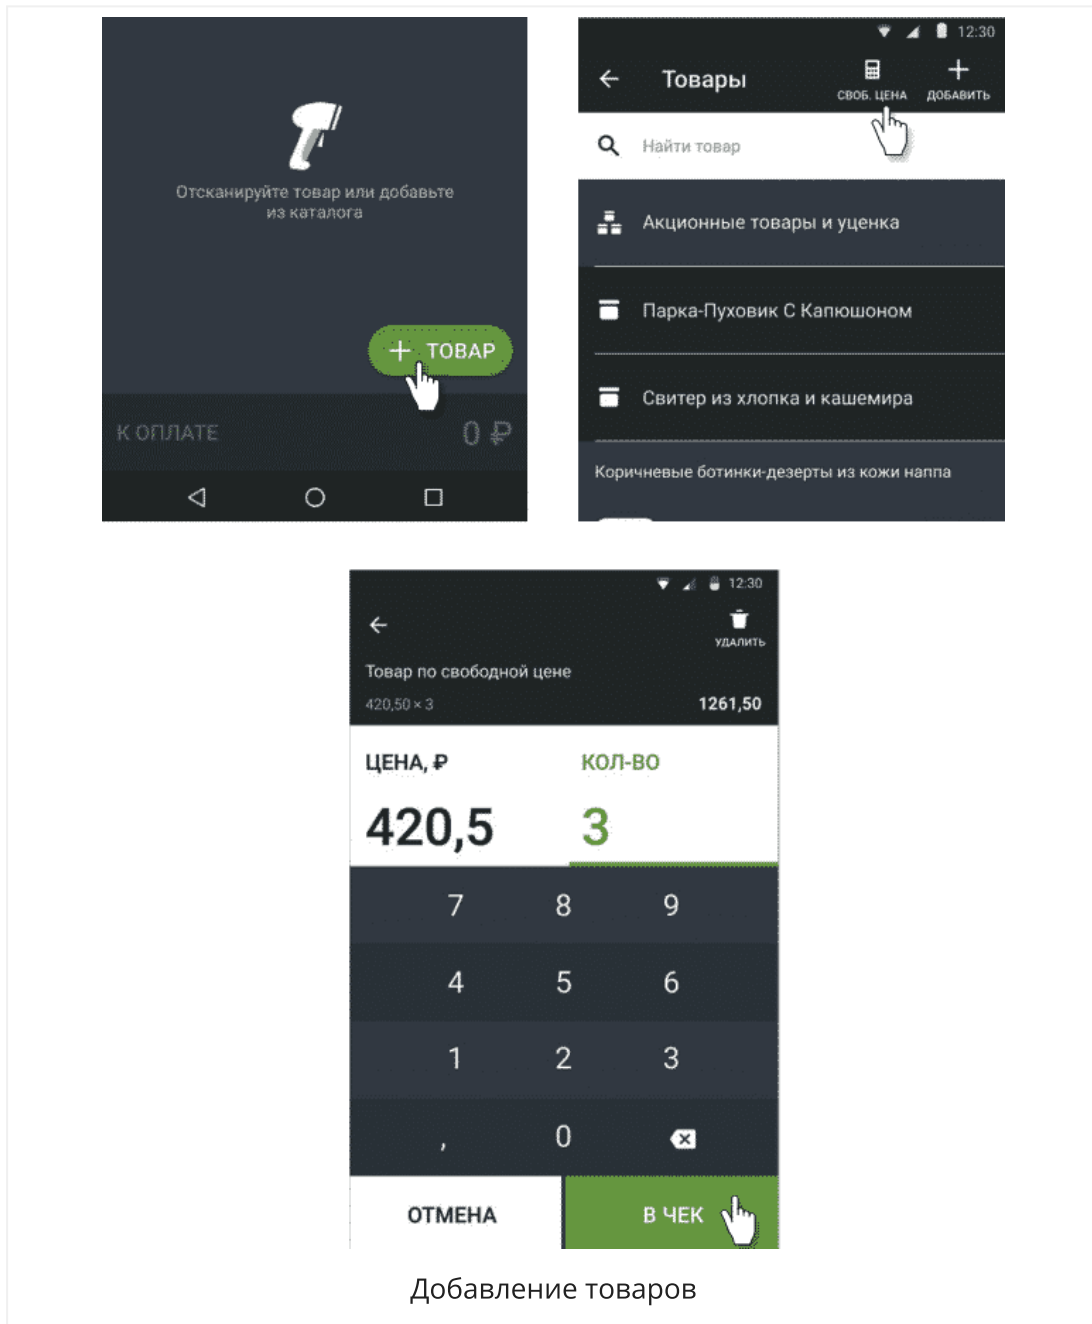 Отсканируйте товар или добавьте
из каталога
+ ТОВАР
К ОПЛАТЕ 0 ₽
12:30
Товары
СВОБ. ЦЕНА
ДОБАВИТЬ
Найти товар
Акционные товары и уценка
Парка-Пуховик С Капюшоном
Свитер из хлопка и кашемира
Коричневые ботинки-дезерты из кожи наппа
12:30
УДАЛИТЬ
Товар по свободной цене
420,50 × 3 1261,50
ЦЕНА, ₽ КОЛ-ВО
420,5 3
7 8 9
4 5 6
1 2 3
, 0
ОТМЕНА В ЧЕК
Добавление товаров